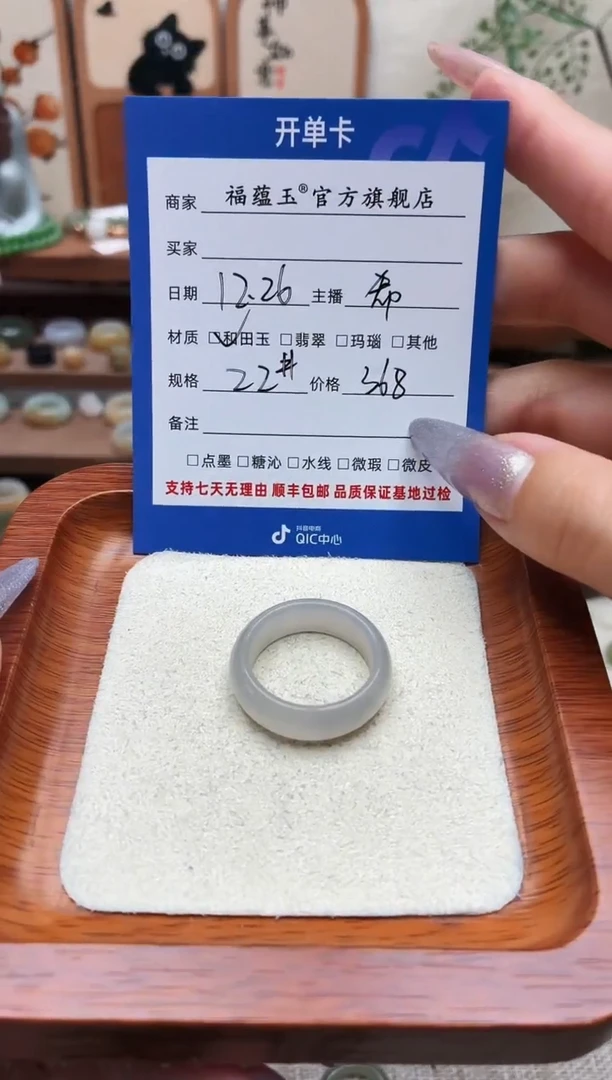 开单卡
商家 福蕴玉®官方旗舰店
买家
日期 12.26 主播
材质 ☑和田玉 □翡翠 □玛瑙 □其他
规格 22# 价格 368
备注
□点墨 □糖沁 □水线 □微瑕 □微皮
支持七天无理由 顺丰包邮 品质保证基地过检
抖音电商
QIC中心